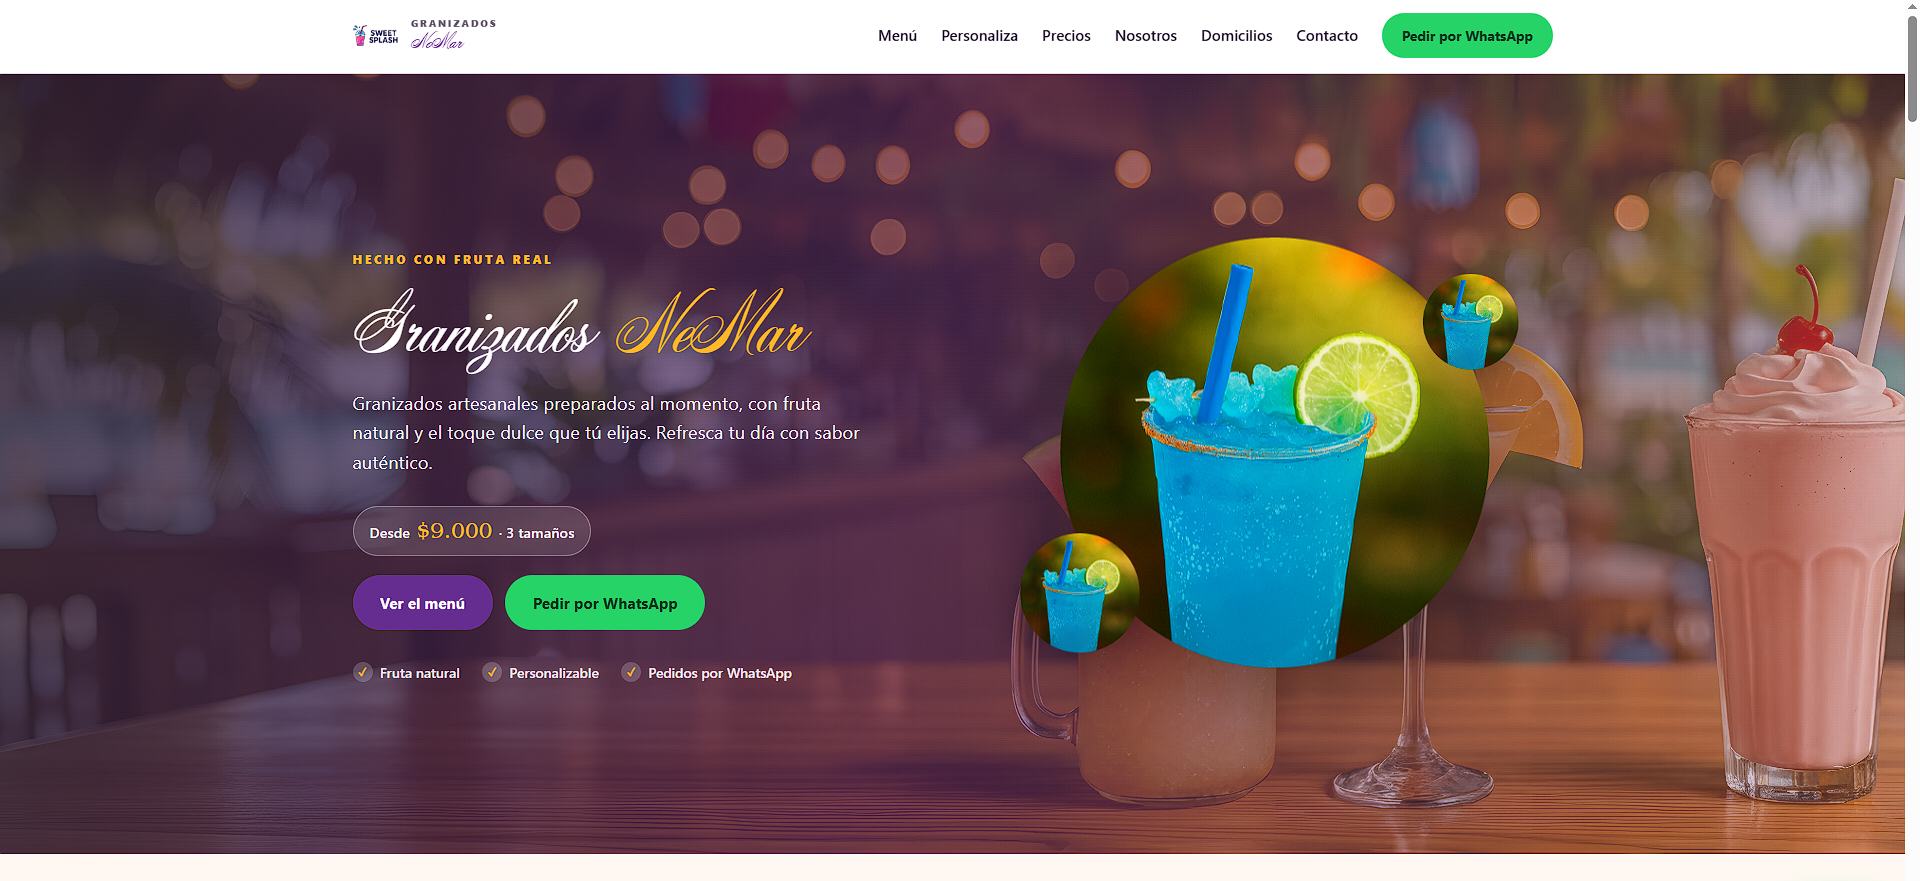 SWEET
SPLASH
GRANIZADOS
NeMar
Menú
Personaliza
Precios
Nosotros
Domicilios
Contacto
Pedir por WhatsApp
HECHO CON FRUTA REAL
Granizados NeMar
Granizados artesanales preparados al momento, con fruta
natural y el toque dulce que tú elijas. Refresca tu día con sabor
auténtico.
Desde $9.000 · 3 tamaños
Ver el menú
Pedir por WhatsApp
✓ Fruta natural
✓ Personalizable
✓ Pedidos por WhatsApp